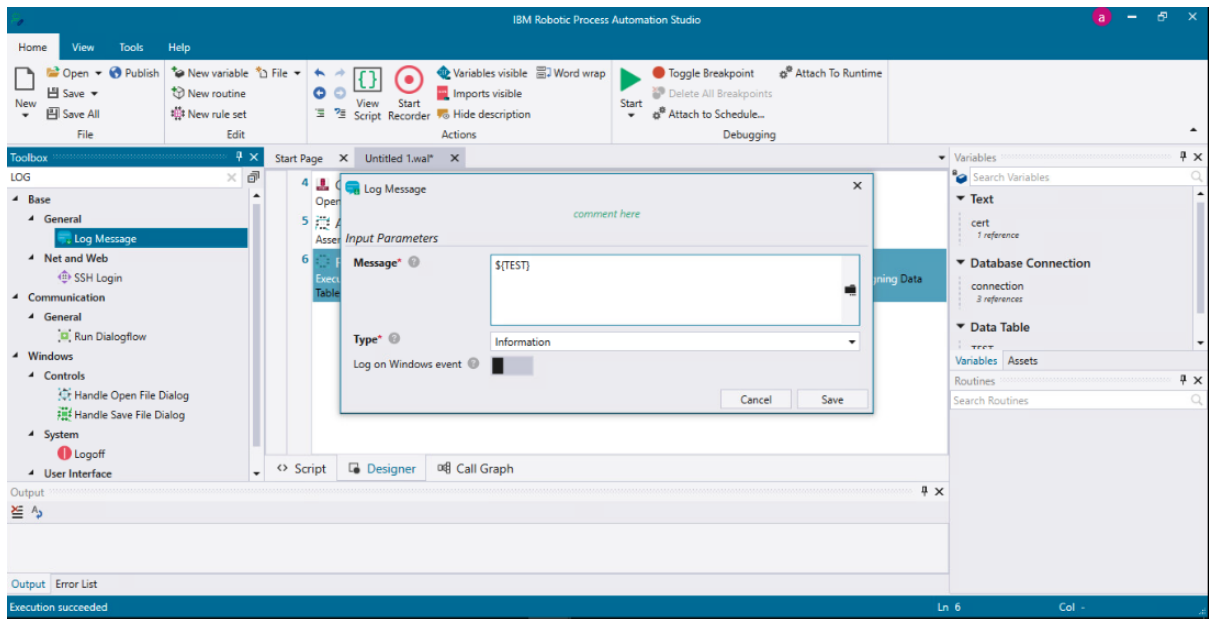 IBM Robotic Process Automation Studio
a
Home View Tools Help
Open Publish New variable File Variables visible Word wrap Toggle Breakpoint Attach To Runtime
Save New routine Imports visible Delete All Breakpoints
New Save All New rule set View Script Start Recorder Hide description Start Attach to Schedule...
File Edit Actions Debugging
Toolbox
LOG
Base
General
Log Message
Net and Web
SSH Login
Communication
General
Run Dialogflow
Windows
Controls
Handle Open File Dialog
Handle Save File Dialog
System
Logoff
User Interface
Start Page Untitled 1.wal*
4
Oper
5
Asser
6
Execu
Table
gning Data
Log Message
comment here
Input Parameters
Message*
${TEST}
Type*
Information
Log on Windows event
Cancel Save
Script Designer Call Graph
Variables
Search Variables
Text
cert
1 reference
Database Connection
connection
3 references
Data Table
TEST
Variables Assets
Routines
Search Routines
Output
Output Error List
Execution succeeded Ln 6 Col -